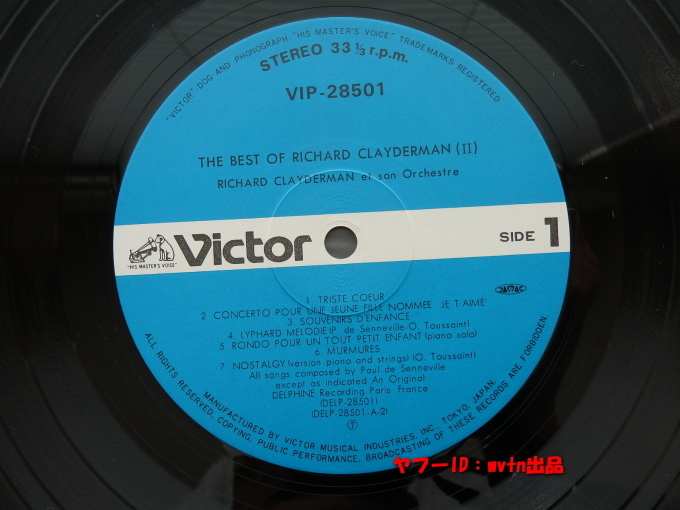 "VICTOR" DOG AND PHONOGRAPH "HIS MASTER'S VOICE" TRADEMARKS REGISTERED.
STEREO 33 ⅓ r.p.m.
VIP-28501
THE BEST OF RICHARD CLAYDERMAN (II)
RICHARD CLAYDERMAN et son Orchestre
"HIS MASTER'S VOICE"
Victor
SIDE 1
1. TRISTE COEUR
2 CONCERTO POUR UNE JEUNE FILLE NOMMEE 'JE T'AIME'
3. SOUVENIRS D'ENFANCE
JASRAC
4. LYPHARD MELODIE (P. de Senneville-O. Toussaint)
5 RONDO POUR UN TOUT PETIT ENFANT (piano solo)
6. MURMURES
7 NOSTALGY (version piano and strings) (O. Toussaint)
All songs composed by Paul de Senneville
except as indicated An Original
DELPHINE Recording Paris France
(DELP-28501)
(DELP-28501-A-2)
⑦
ALL RIGHTS RESERVED, COPYING, PUBLIC PERFORMANCE, BROADCASTING OF THESE RECORDS ARE FORBIDDEN.
MANUFACTURED BY VICTOR MUSICAL INDUSTRIES, INC., TOKYO, JAPAN.
ヤフーID：mvtn出品